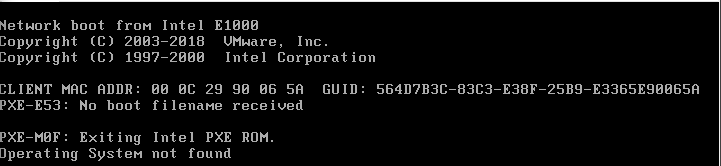 Network boot from Intel E1000
Copyright (C) 2003-2018  VMware, Inc.
Copyright (C) 1997-2000  Intel Corporation
CLIENT MAC ADDR: 00 0C 29 90 06 5A  GUID: 564D7B3C-83C3-E38F-25B9-E3365E90065A
PXE-E53: No boot filename received
PXE-M0F: Exiting Intel PXE ROM.
Operating System not found